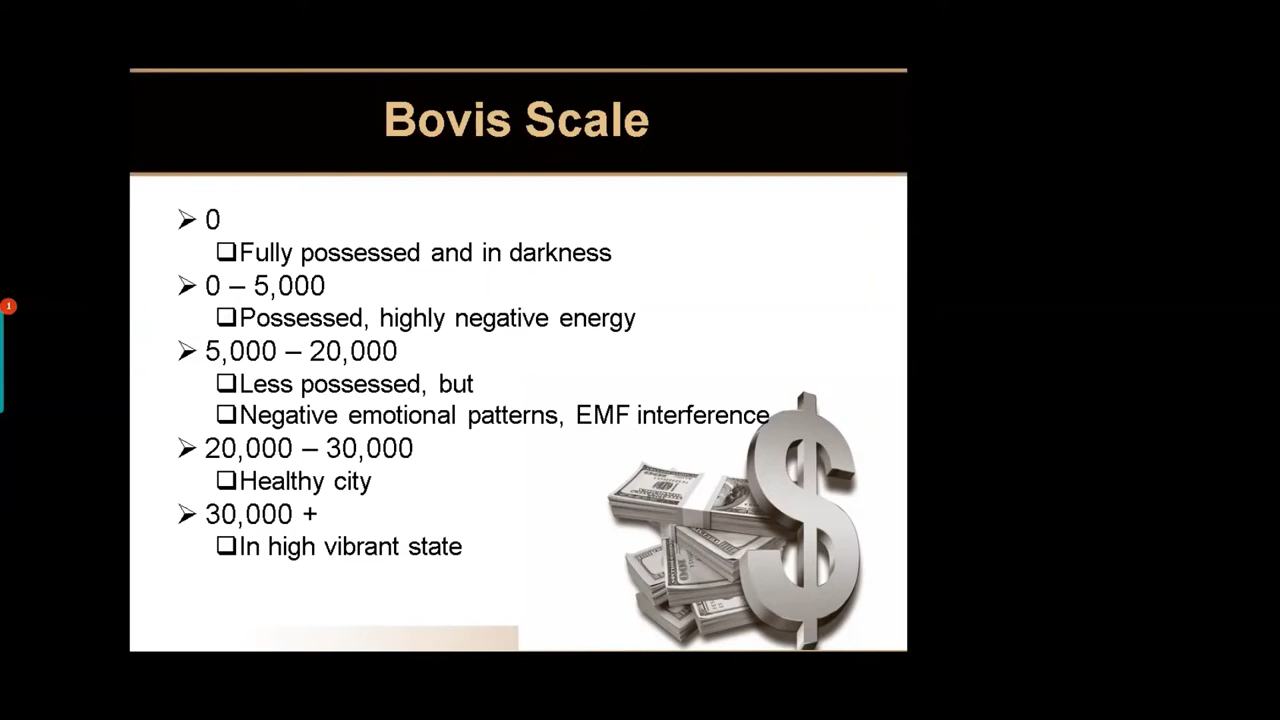 Bovis Scale
➢ 0
❑Fully possessed and in darkness
➢ 0 – 5,000
❑Possessed, highly negative energy
➢ 5,000 – 20,000
❑Less possessed, but
❑Negative emotional patterns, EMF interference
➢ 20,000 – 30,000
❑Healthy city
➢ 30,000 +
❑In high vibrant state
1
$
100